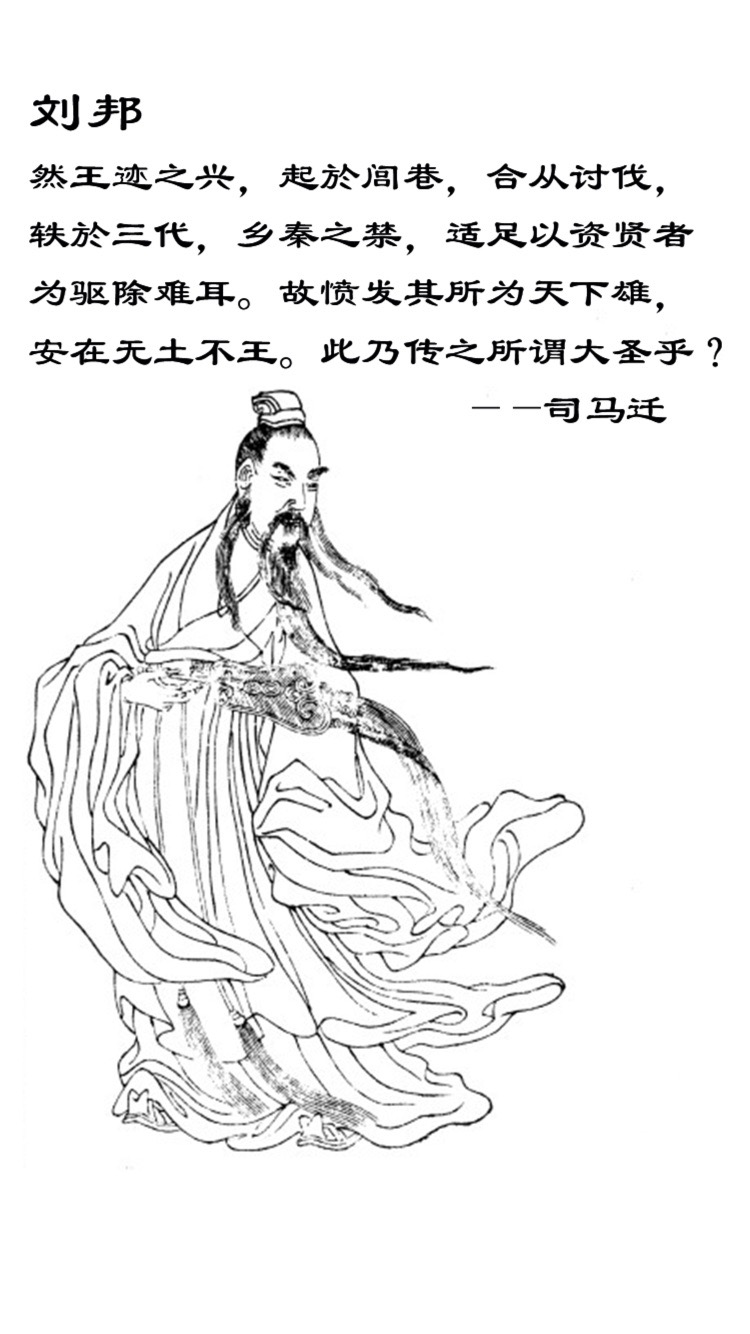 刘邦
然王迹之兴，起於闾巷，合从讨伐，
轶於三代，乡秦之禁，适足以资贤者
为驱除难耳。故愤发其所为天下雄，
安在无土不王。此乃传之所谓大圣乎？
——司马迁